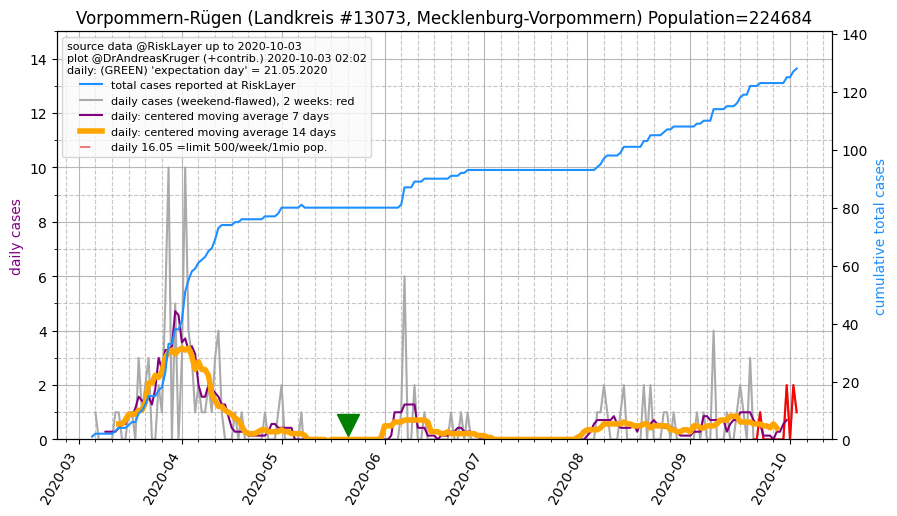 Vorpommern-Rügen (Landkreis #13073, Mecklenburg-Vorpommern) Population=224684
source data @RiskLayer up to 2020-10-03
plot @DrAndreasKruger (+contrib.) 2020-10-03 02:02
daily: (GREEN) 'expectation day' = 21.05.2020
total cases reported at RiskLayer
daily cases (weekend-flawed), 2 weeks: red
daily: centered moving average 7 days
daily: centered moving average 14 days
daily 16.05 =limit 500/week/1mio pop.
daily cases
14
12
10
8
6
4
2
0
cumulative total cases
140
120
100
80
60
40
20
0
2020-03
2020-04
2020-05
2020-06
2020-07
2020-08
2020-09
2020-10